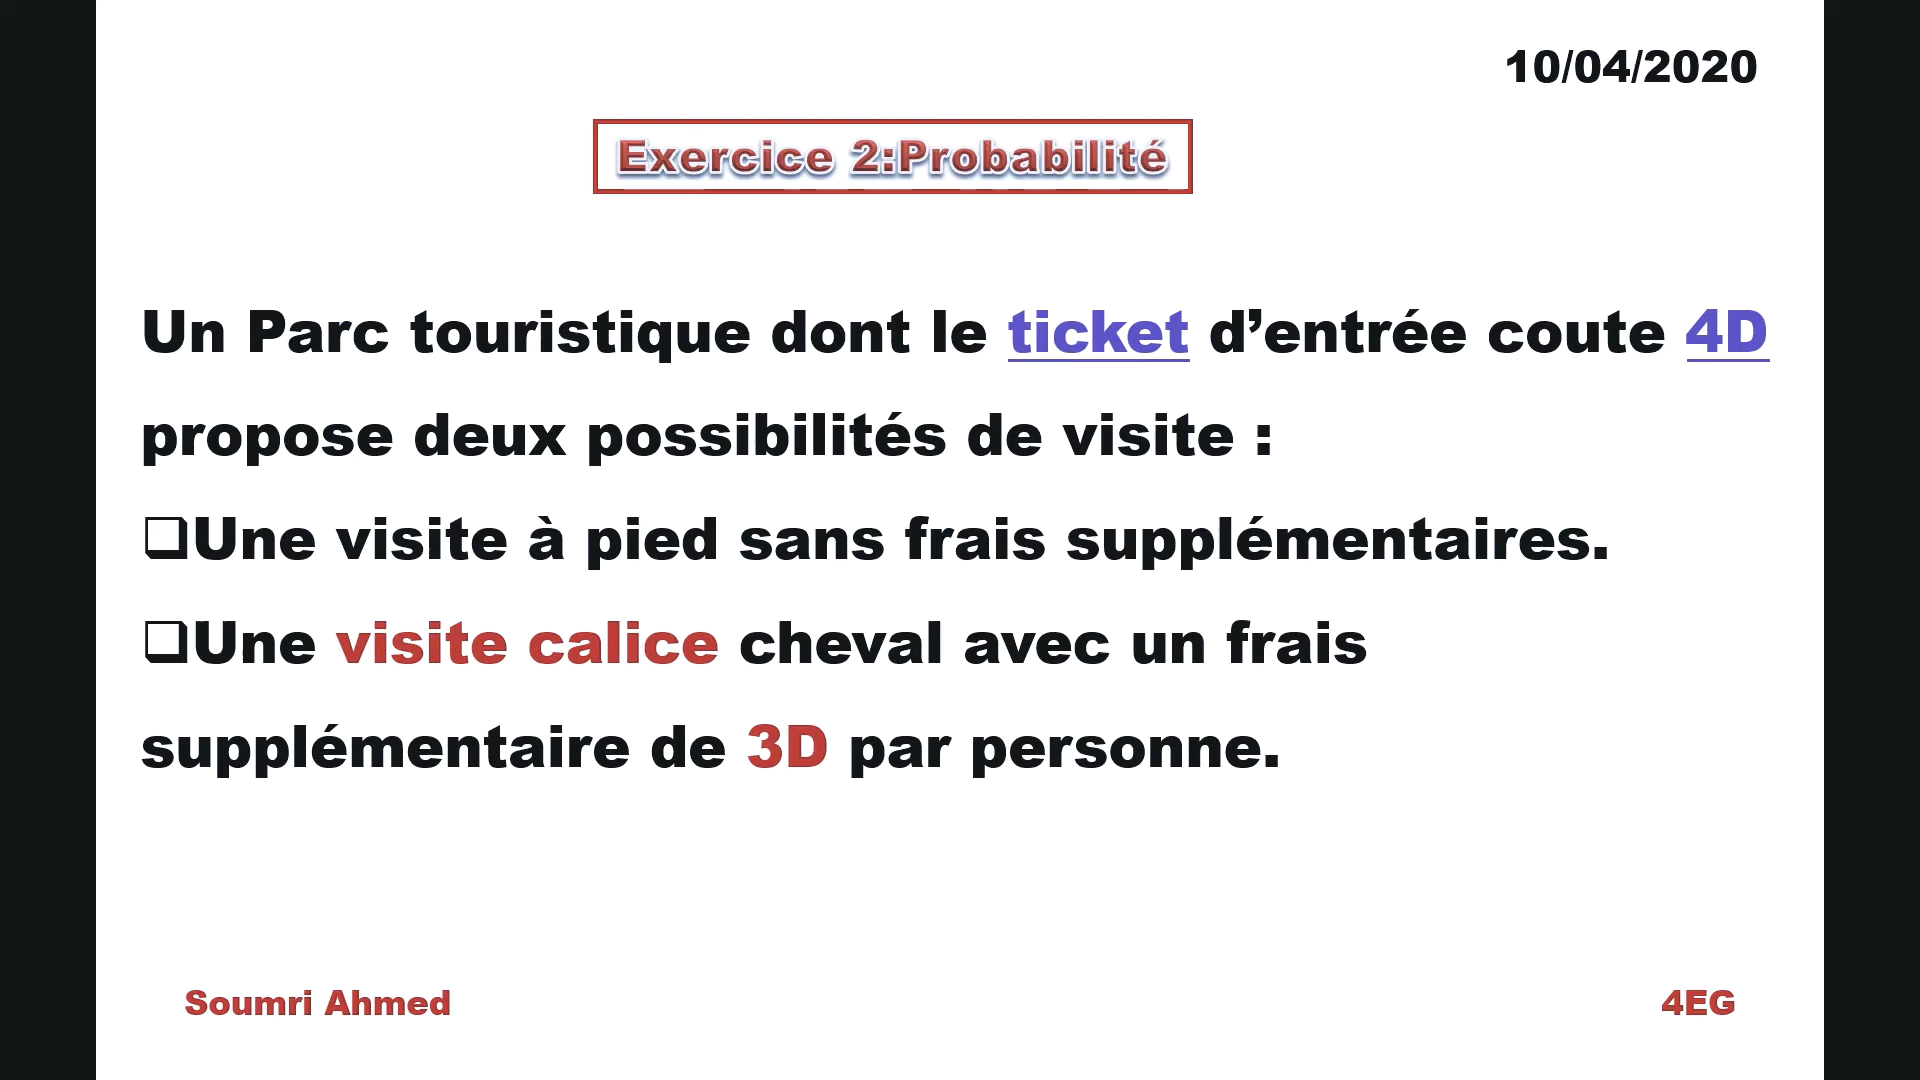 10/04/2020
Exercice 2:Probabilité
Un Parc touristique dont le ticket d’entrée coute 4D
propose deux possibilités de visite :
❑Une visite à pied sans frais supplémentaires.
❑Une visite calice cheval avec un frais
supplémentaire de 3D par personne.
Soumri Ahmed
4EG